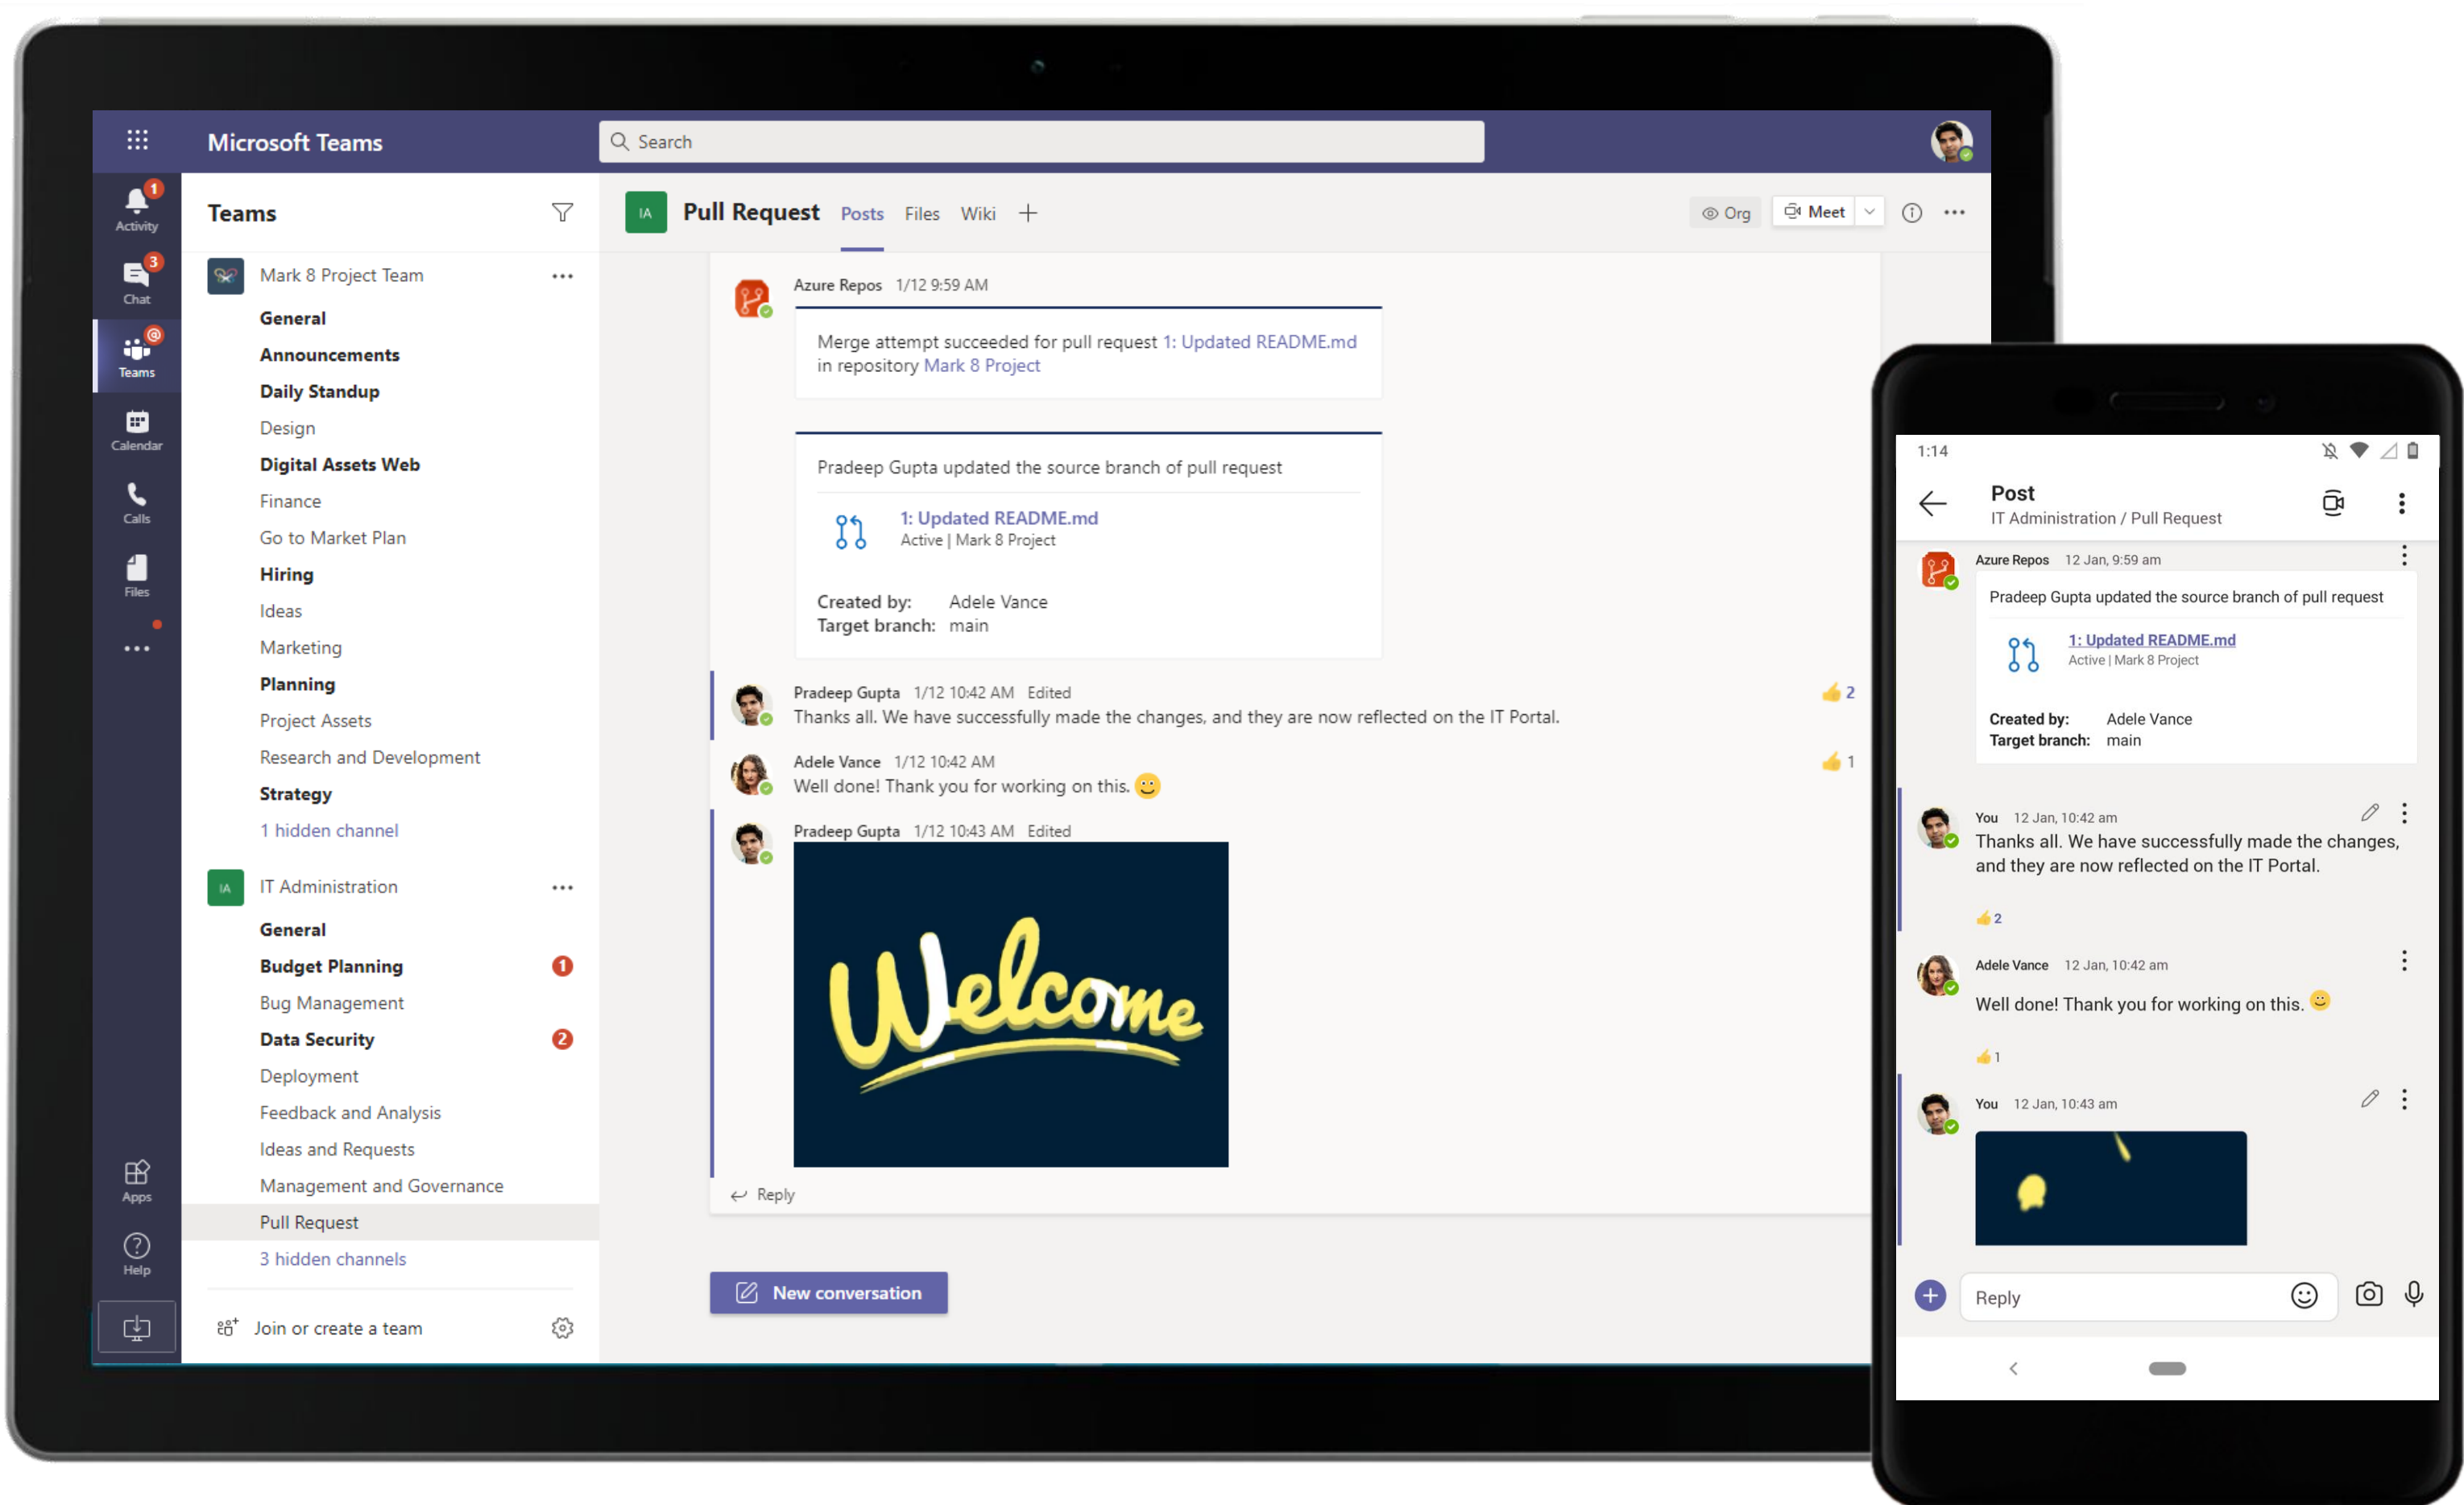 Microsoft Teams
Search
1
Activity
3
Chat
@
Teams
Calendar
Calls
Files
Apps
Help
Teams
Mark 8 Project Team
General
Announcements
Daily Standup
Design
Digital Assets Web
Finance
Go to Market Plan
Hiring
Ideas
Marketing
Planning
Project Assets
Research and Development
Strategy
1 hidden channel
IA IT Administration
General
Budget Planning 1
Bug Management
Data Security 2
Deployment
Feedback and Analysis
Ideas and Requests
Management and Governance
Pull Request
3 hidden channels
Join or create a team
IA Pull Request Posts Files Wiki
Org Meet
Azure Repos 1/12 9:59 AM
Merge attempt succeeded for pull request 1: Updated README.md
in repository Mark 8 Project
Pradeep Gupta updated the source branch of pull request
1: Updated README.md
Active | Mark 8 Project
Created by: Adele Vance
Target branch: main
Pradeep Gupta 1/12 10:42 AM Edited 👍 2
Thanks all. We have successfully made the changes, and they are now reflected on the IT Portal.
Adele Vance 1/12 10:42 AM 👍 1
Well done! Thank you for working on this. 🙂
Pradeep Gupta 1/12 10:43 AM Edited
Welcome
Reply
New conversation
1:14
Post
IT Administration / Pull Request
Azure Repos 12 Jan, 9:59 am
Pradeep Gupta updated the source branch of pull request
1: Updated README.md
Active | Mark 8 Project
Created by: Adele Vance
Target branch: main
You 12 Jan, 10:42 am
Thanks all. We have successfully made the changes,
and they are now reflected on the IT Portal.
👍 2
Adele Vance 12 Jan, 10:42 am
Well done! Thank you for working on this. 🙂
👍 1
You 12 Jan, 10:43 am
Reply